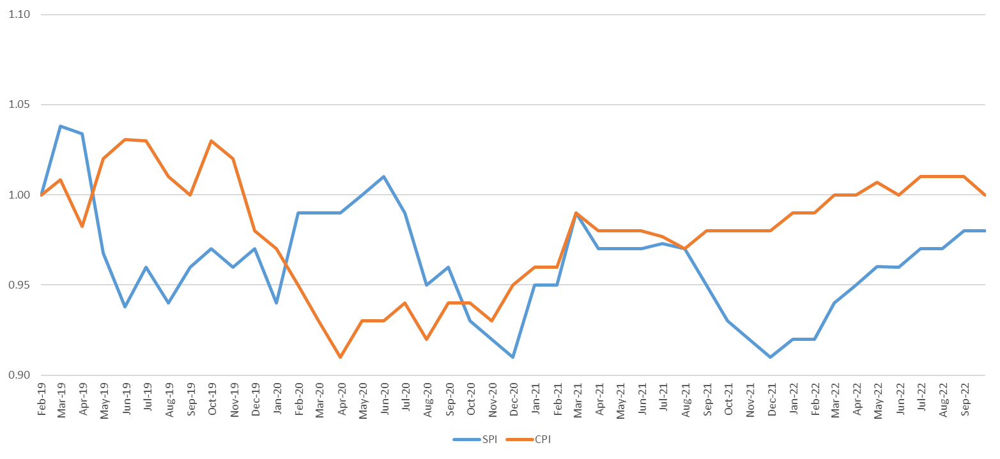 1.10
1.05
1.00
0.95
0.90
Feb-19
Mar-19
Apr-19
May-19
Jun-19
Jul-19
Aug-19
Sep-19
Oct-19
Nov-19
Dec-19
Jan-20
Feb-20
Mar-20
Apr-20
May-20
Jun-20
Jul-20
Aug-20
Sep-20
Oct-20
Nov-20
Dec-20
Jan-21
Feb-21
Mar-21
Apr-21
May-21
Jun-21
Jul-21
Aug-21
Sep-21
Oct-21
Nov-21
Dec-21
Jan-22
Feb-22
Mar-22
Apr-22
May-22
Jun-22
Jul-22
Aug-22
Sep-22
SPI CPI